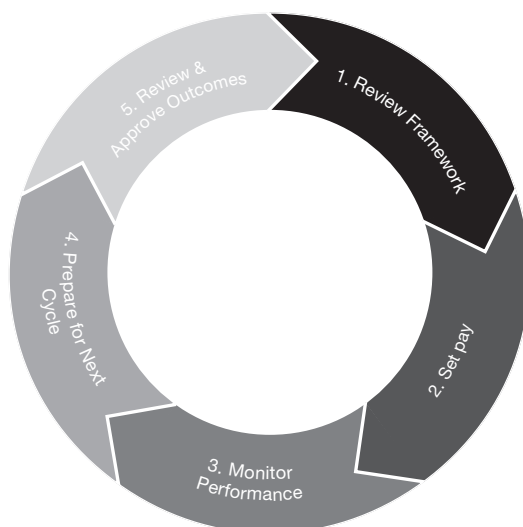 1. Review Framework
2. Set pay
3. Monitor
Performance
4. Prepare for Next
Cycle
5. Review &
Approve Outcomes